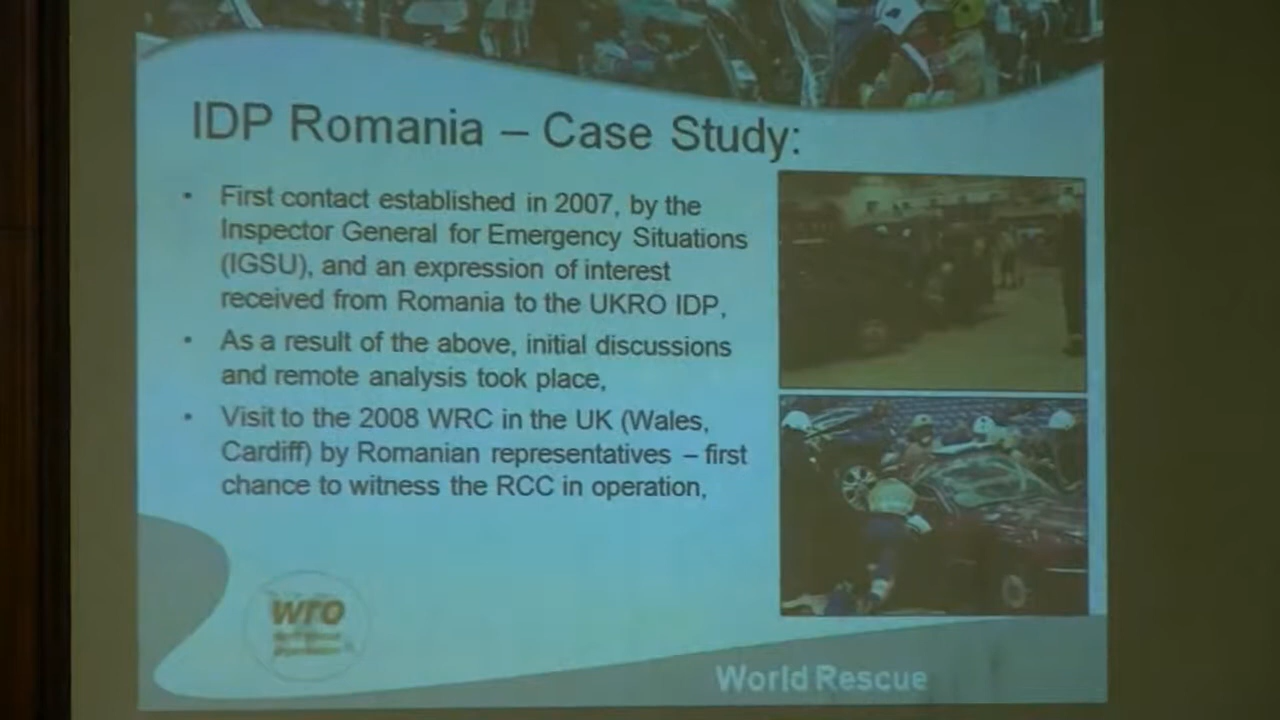 IDP Romania – Case Study:
• First contact established in 2007, by the
Inspector General for Emergency Situations
(IGSU), and an expression of interest
received from Romania to the UKRO IDP,
• As a result of the above, initial discussions
and remote analysis took place,
• Visit to the 2008 WRC in the UK (Wales,
Cardiff) by Romanian representatives – first
chance to witness the RCC in operation,
wro
World Rescue